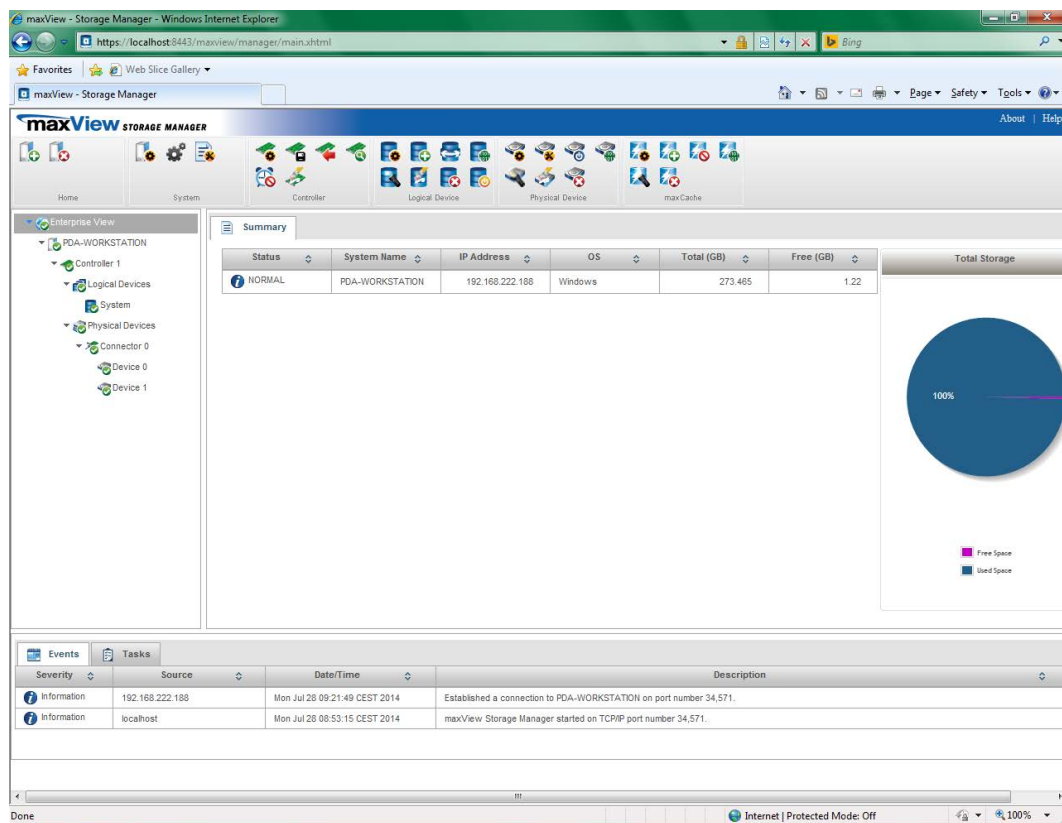 maxView - Storage Manager - Windows Internet Explorer
https://localhost:8443/maxview/manager/main.xhtml
Bing
Favorites Web Slice Gallery
maxView - Storage Manager
Page Safety Tools
maxView STORAGE MANAGER
About | Help
Home System Controller Logical Device Physical Device maxCache
Enterprise View
PDA-WORKSTATION
Controller 1
Logical Devices
System
Physical Devices
Connector 0
Device 0
Device 1
Summary
Status System Name IP Address OS Total (GB) Free (GB)
NORMAL PDA-WORKSTATION 192.168.222.188 Windows 273.465 1.22
Total Storage
100%
Free Space
Used Space
Events Tasks
Severity Source Date/Time Description
Information 192.168.222.188 Mon Jul 28 09:21:49 CEST 2014 Established a connection to PDA-WORKSTATION on port number 34,571.
Information localhost Mon Jul 28 08:53:15 CEST 2014 maxView Storage Manager started on TCP/IP port number 34,571.
Done
Internet | Protected Mode: Off
100%